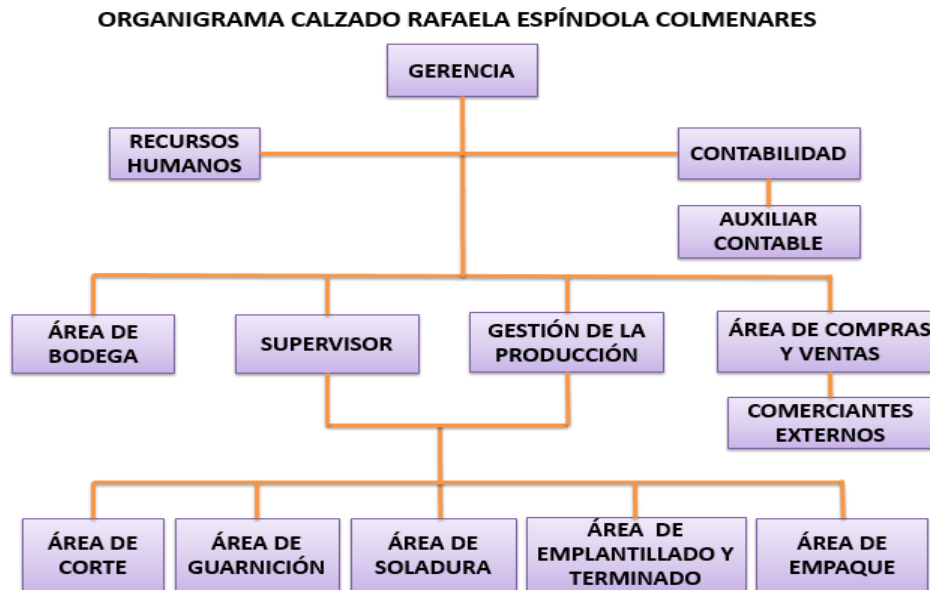 ORGANIGRAMA CALZADO RAFAELA ESPÍNDOLA COLMENARES
GERENCIA
RECURSOS
HUMANOS
CONTABILIDAD
AUXILIAR
CONTABLE
ÁREA DE
BODEGA
SUPERVISOR
GESTIÓN DE LA
PRODUCCIÓN
ÁREA DE COMPRAS
Y VENTAS
COMERCIANTES
EXTERNOS
ÁREA DE
CORTE
ÁREA DE
GUARNICIÓN
ÁREA DE
SOLADURA
ÁREA DE
EMPLANTILLADO Y
TERMINADO
ÁREA DE
EMPAQUE